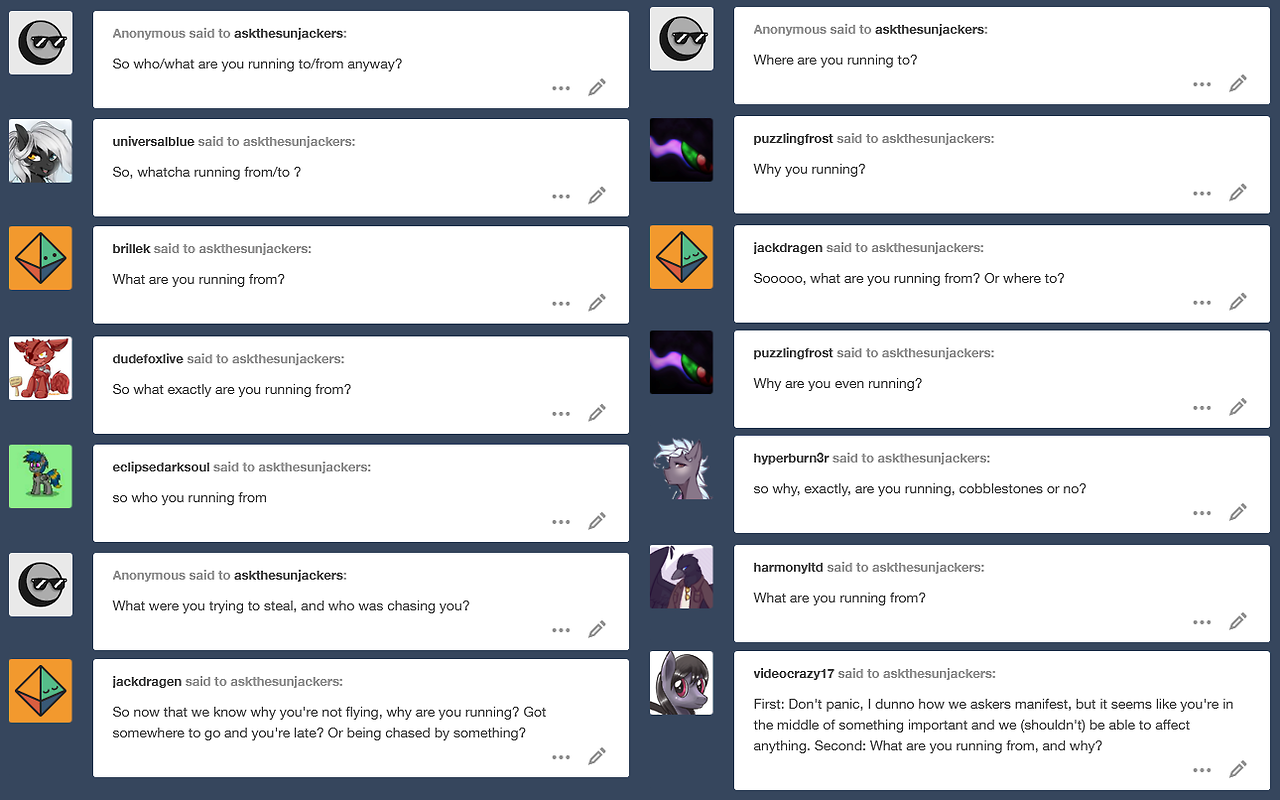 Anonymous said to askthesunjackers:
So who/what are you running to/from anyway?
universalblue said to askthesunjackers:
So, whatcha running from/to ?
brillek said to askthesunjackers:
What are you running from?
dudefoxlive said to askthesunjackers:
So what exactly are you running from?
eclipsedarksoul said to askthesunjackers:
so who you running from
Anonymous said to askthesunjackers:
What were you trying to steal, and who was chasing you?
jackdragen said to askthesunjackers:
So now that we know why you're not flying, why are you running? Got
somewhere to go and you're late? Or being chased by something?
Anonymous said to askthesunjackers:
Where are you running to?
puzzlingfrost said to askthesunjackers:
Why you running?
jackdragen said to askthesunjackers:
Sooooo, what are you running from? Or where to?
puzzlingfrost said to askthesunjackers:
Why are you even running?
hyperburn3r said to askthesunjackers:
so why, exactly, are you running, cobblestones or no?
harmonyltd said to askthesunjackers:
What are you running from?
videocrazy17 said to askthesunjackers:
First: Don't panic, I dunno how we askers manifest, but it seems like you're in
the middle of something important and we (shouldn't) be able to affect
anything. Second: What are you running from, and why?